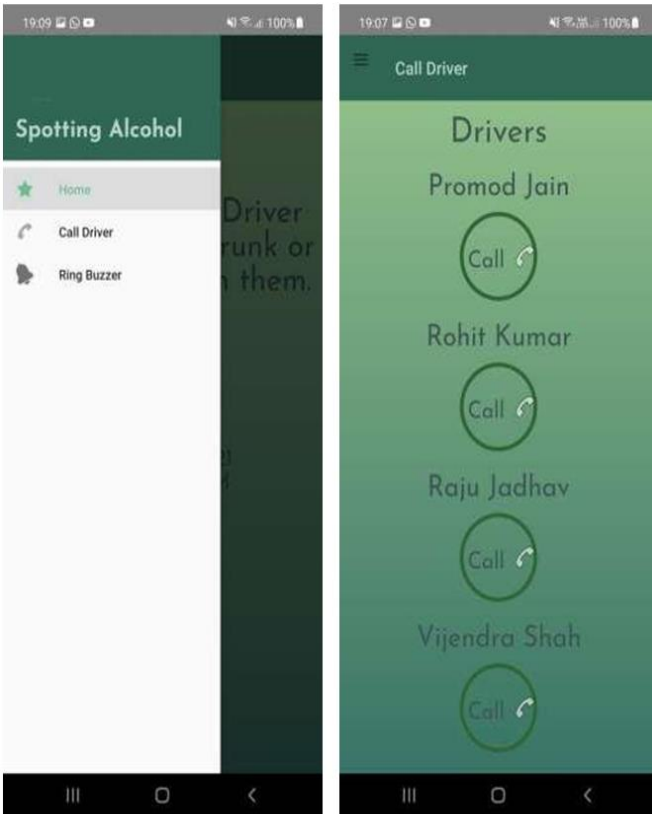 19:09
100%
Spotting Alcohol
Home
Call Driver
Ring Buzzer
Driver
or
them.
19:07
100%
Call Driver
Drivers
Promod Jain
Call
Rohit Kumar
Call
Raju Jadhav
Call
Vijendra Shah
Call